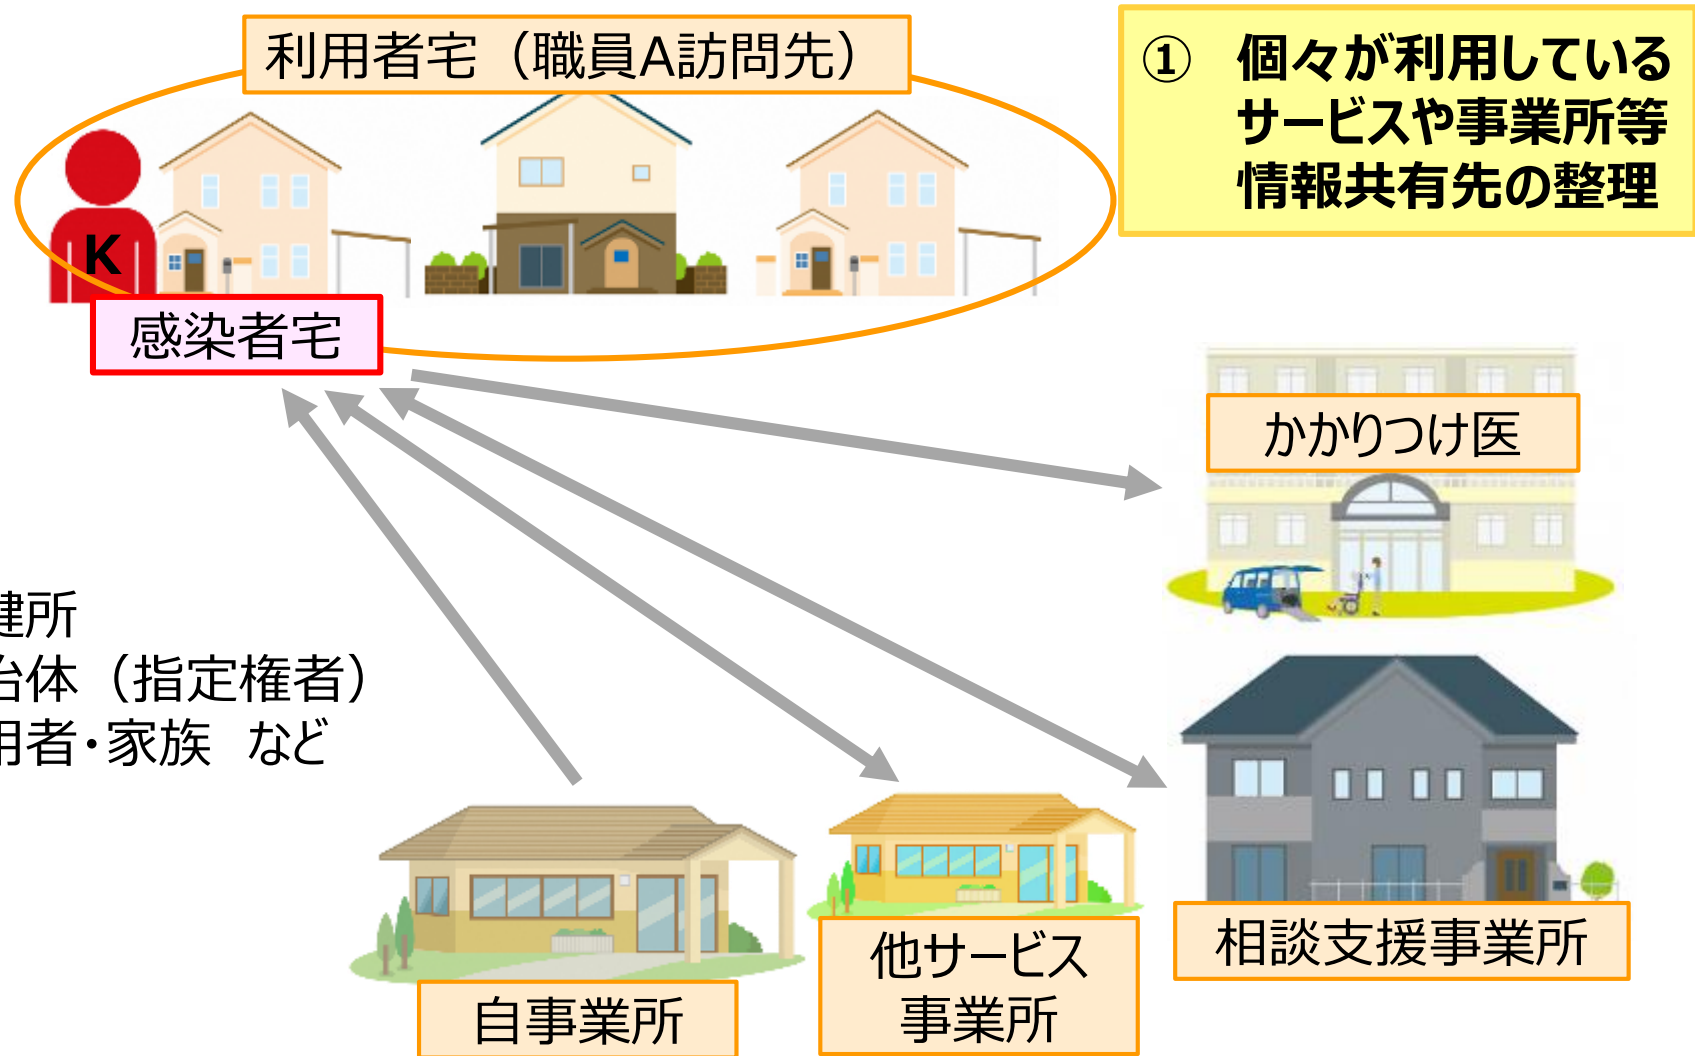 利用者宅（職員A訪問先）
① 個々が利用している
サービスや事業所等
情報共有先の整理
K
感染者宅
かかりつけ医
健所
治体（指定権者）
用者・家族 など
相談支援事業所
他サービス
事業所
自事業所